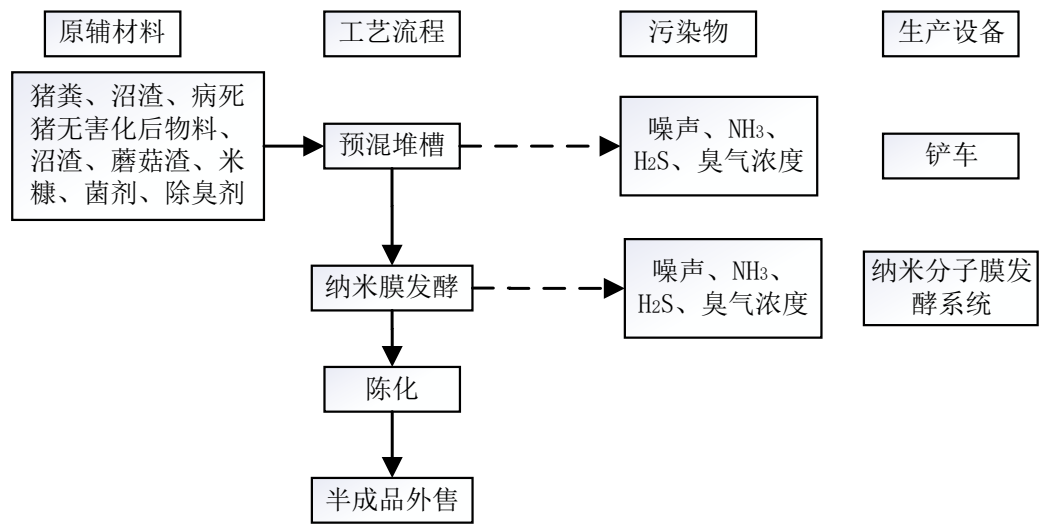 原辅材料
工艺流程
污染物
生产设备
猪粪、沼渣、病死
猪无害化后物料、
沼渣、蘑菇渣、米
糠、菌剂、除臭剂
预混堆槽
噪声、NH₃、
H₂S、臭气浓度
铲车
纳米膜发酵
噪声、NH₃、
H₂S、臭气浓度
纳米分子膜发
酵系统
陈化
半成品外售